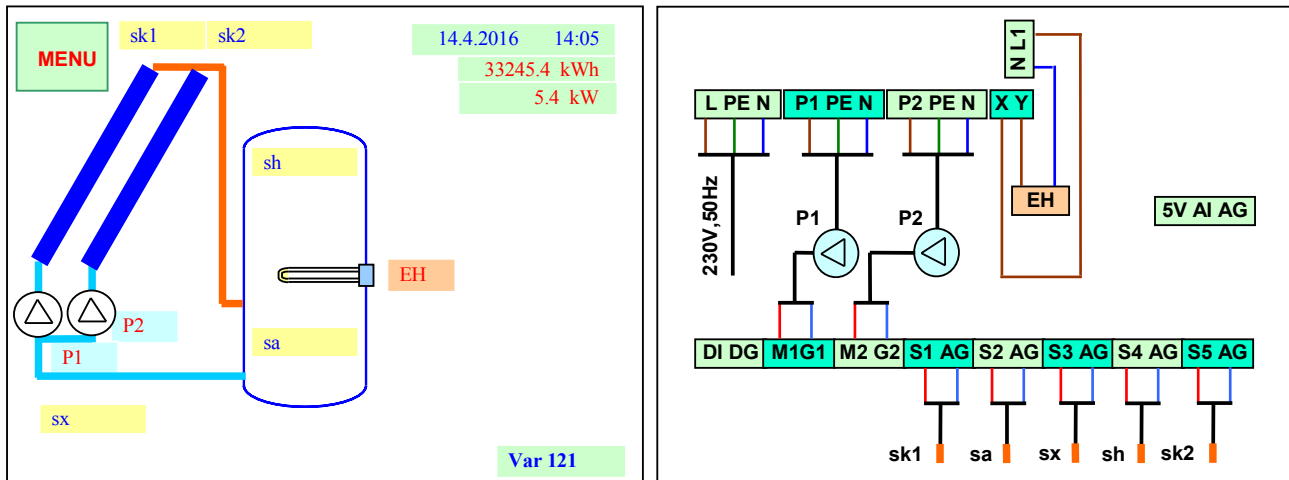 sk1 sk2
MENU
14.4.2016 14:05
33245.4 kWh
5.4 kW
sh
EH
P2
P1
sa
sx
Var 121
N L1
L PE N P1 PE N P2 PE N X Y
EH
5V AI AG
230V,50Hz
P1 P2
DI DG M1G1 M2 G2 S1 AG S2 AG S3 AG S4 AG S5 AG
sk1 sa sx sh sk2